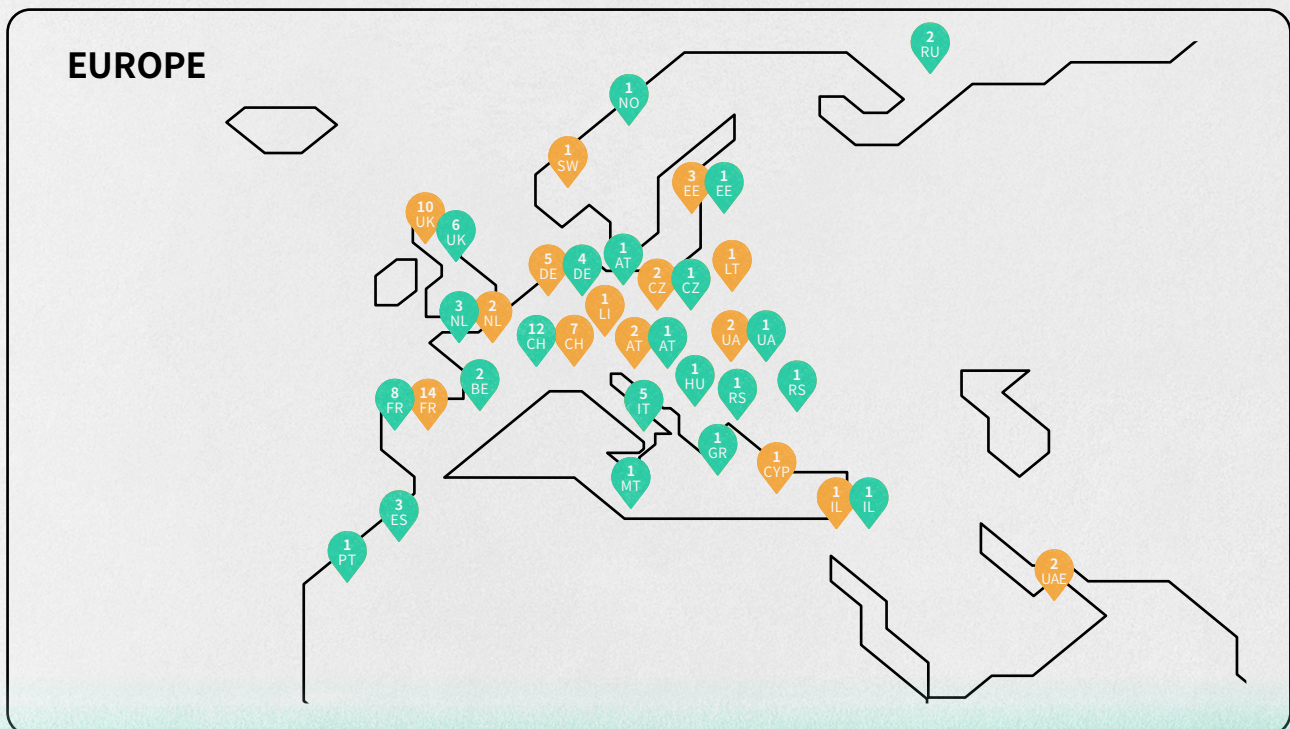 EUROPE
2
RU
1
NO
1
SW
3
EE
1
EE
10
UK
6
UK
1
AT
5
DE
4
DE
2
CZ
1
CZ
1
LT
1
LI
3
NL
2
NL
12
CH
7
CH
2
AT
1
AT
2
UA
1
UA
2
BE
1
HU
1
RS
1
RS
8
FR
14
FR
5
IT
1
GR
1
CYP
1
MT
1
IL
1
IL
3
ES
1
PT
2
UAE